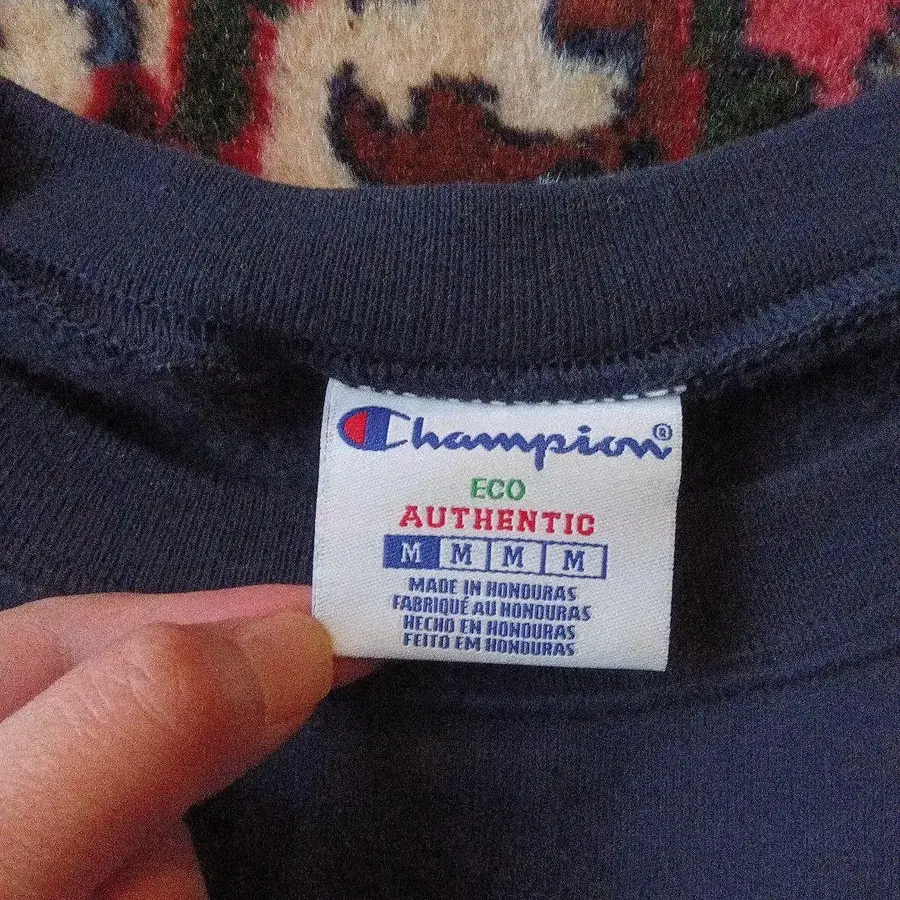 Champion®
ECO
AUTHENTIC
M M M M
MADE IN HONDURAS
FABRIQUÉ AU HONDURAS
HECHO EN HONDURAS
FEITO EM HONDURAS